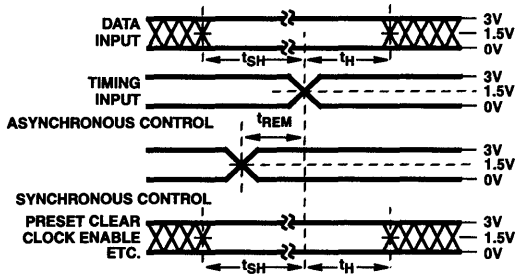 DATA
INPUT
3V
1.5V
0V
tSH
tH
TIMING
INPUT
3V
1.5V
0V
ASYNCHRONOUS CONTROL
tREM
3V
1.5V
0V
SYNCHRONOUS CONTROL
PRESET CLEAR
CLOCK ENABLE
ETC.
3V
1.5V
0V
tSH
tH